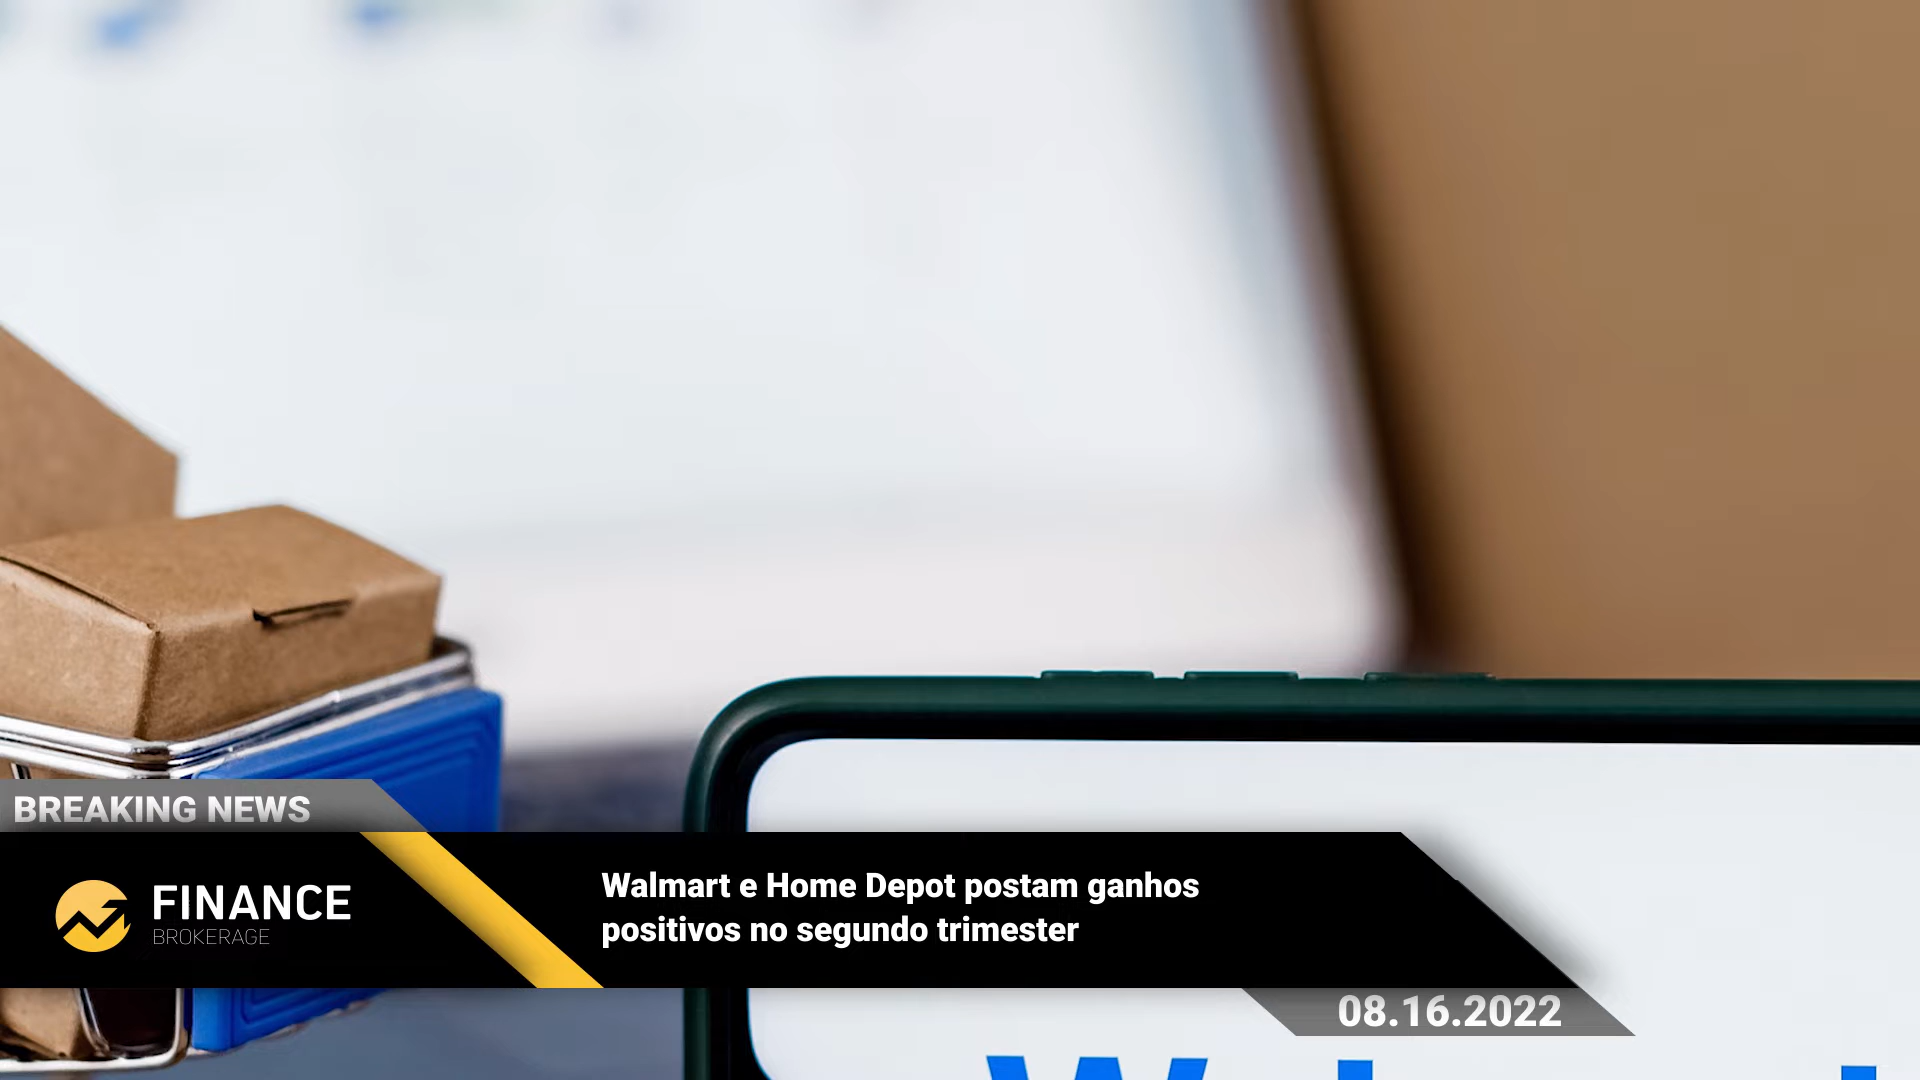 BREAKING NEWS
FINANCE
BROKERAGE
Walmart e Home Depot postam ganhos
positivos no segundo trimester
08.16.2022